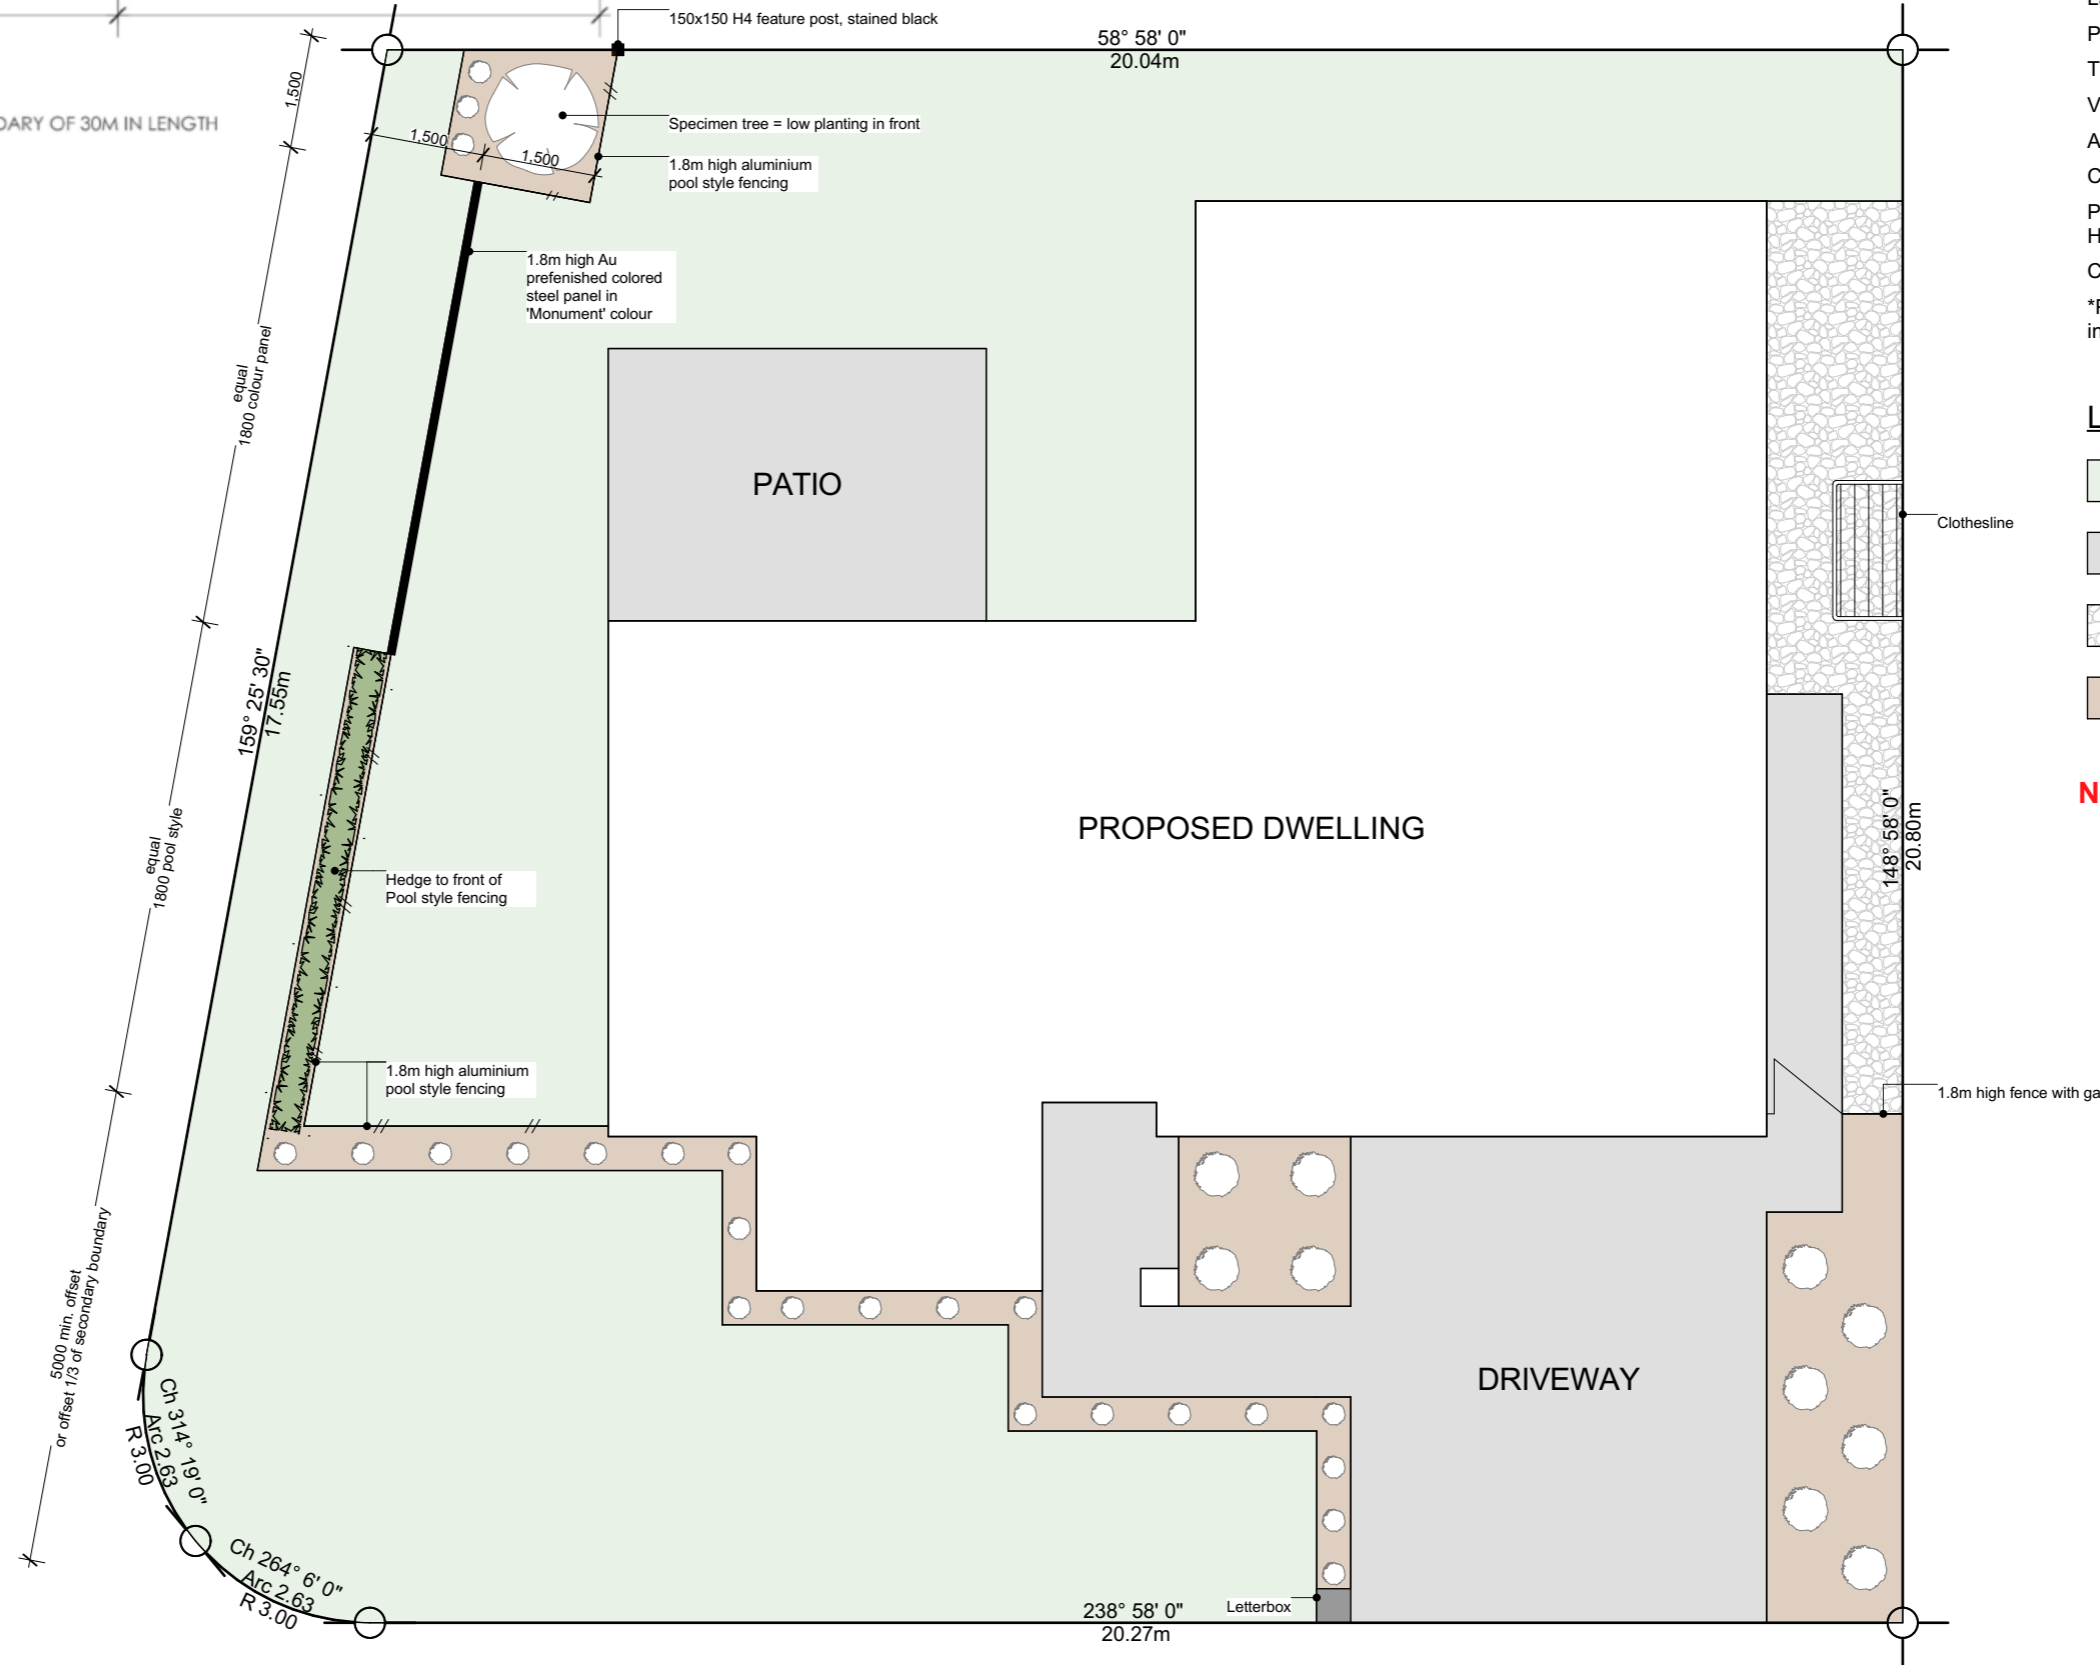 150x150 H4 feature post, stained black
58° 58' 0"
20.04m
1,500
DARY OF 30M IN LENGTH
1,500
1,500
Specimen tree = low planting in front
1.8m high aluminium
pool style fencing
1.8m high Au
prefenished colored
steel panel in
'Monument' colour
equal
1800 colour panel
PATIO
Clothesline
159° 25' 30"
17.55m
PROPOSED DWELLING
148° 58' 0"
20.80m
equal
1800 pool style
Hedge to front of
Pool style fencing
1.8m high aluminium
pool style fencing
1.8m high fence with ga
5000 min. offset
or offset 1/3 of secondary boundary
DRIVEWAY
Ch 314° 19' 0"
Arc 2.63
R 3.00
Ch 264° 6' 0"
Arc 2.63
R 3.00
Letterbox
238° 58' 0"
20.27m
P
T
V
A
C
P
H
C
*F
in
L
N